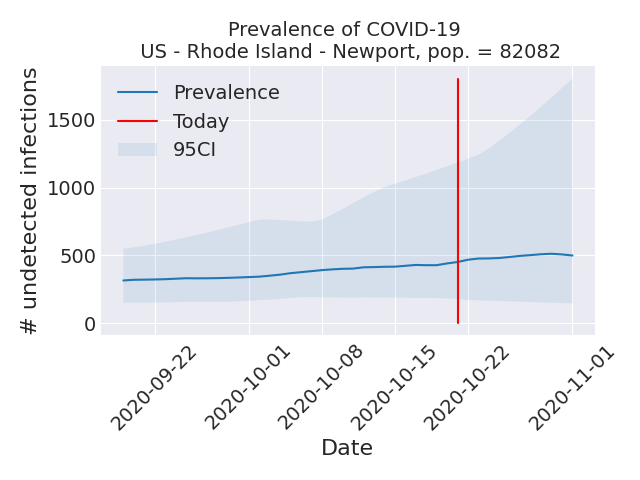 Prevalence of COVID-19
US - Rhode Island - Newport, pop. = 82082
# undetected infections
1500
1000
500
0
Prevalence
Today
95CI
2020-09-22
2020-10-01
2020-10-08
2020-10-15
2020-10-22
2020-11-01
Date